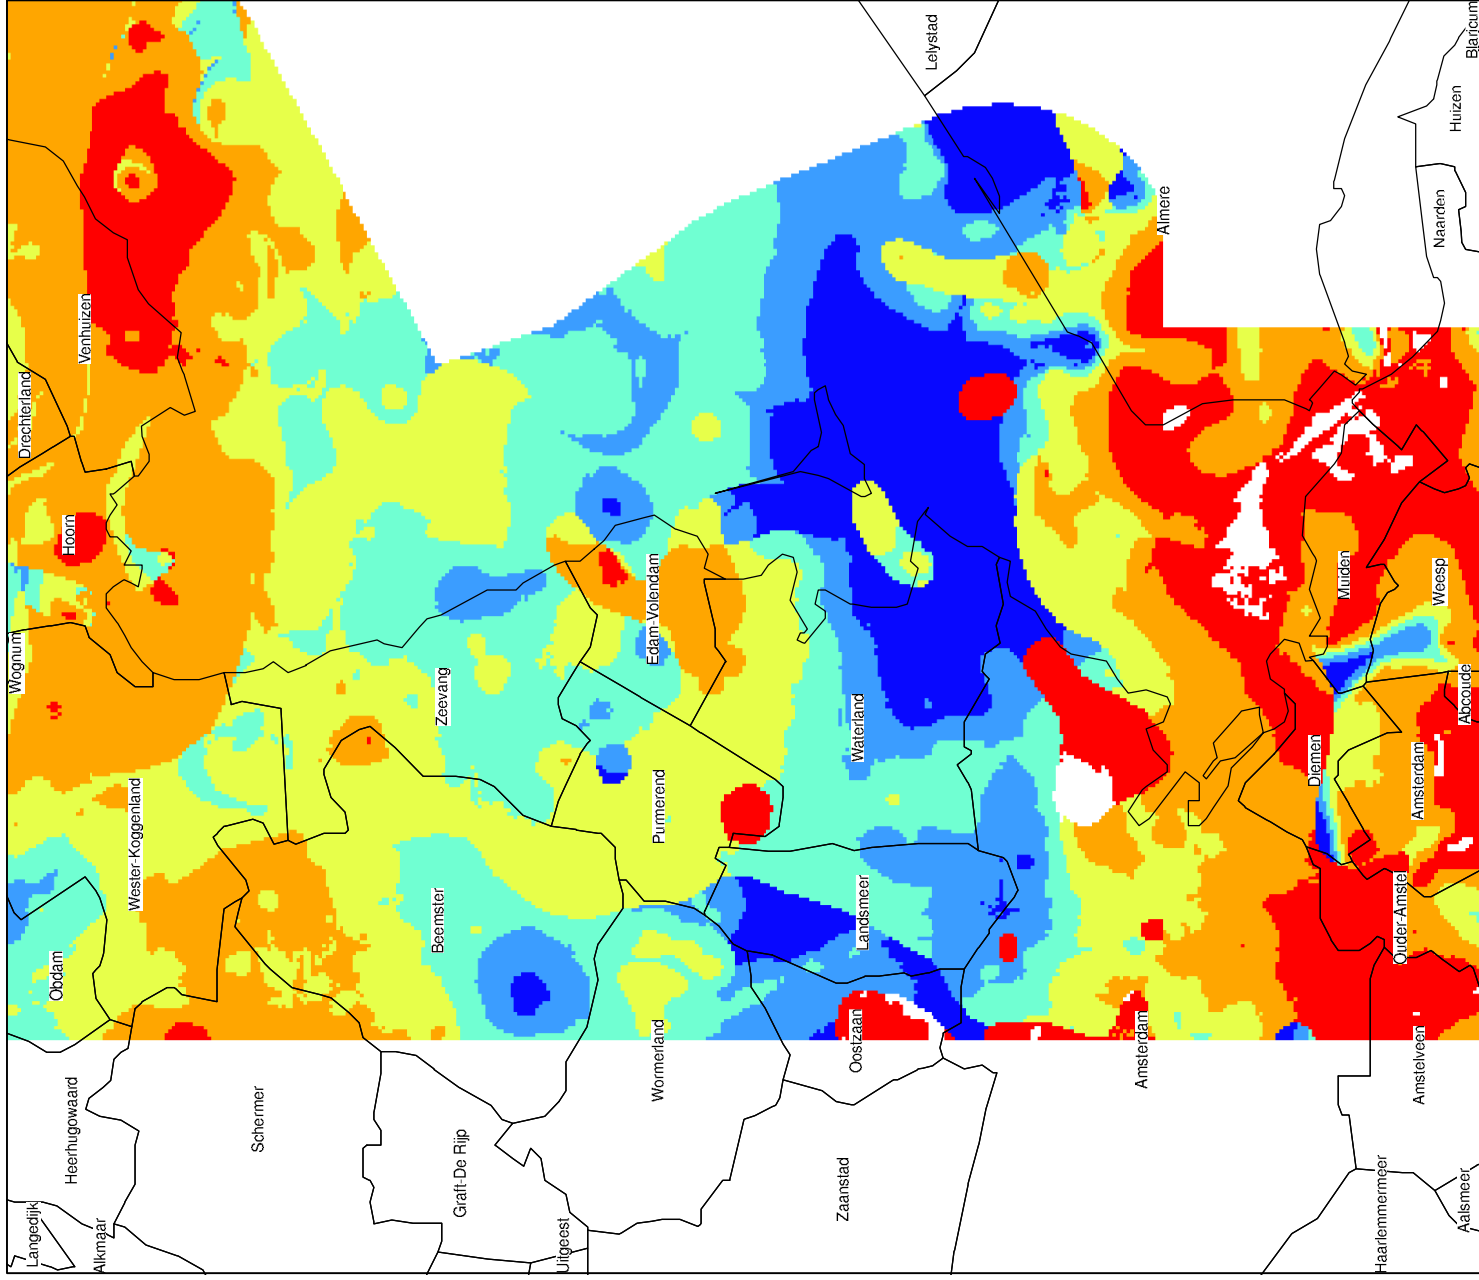 Langedijk
Alkmaar
Heerhugowaard
Obdam
Wognum
Hoorn
Drechterland
Venhuizen
Wester-Koggenland
Schermer
Beemster
Zeevang
Graft-De Rijp
Uitgeest
Wormerland
Purmerend
Edam-Volendam
Zaanstad
Oostzaan
Landsmeer
Waterland
Lelystad
Amsterdam
Almere
Diemen
Muiden
Haarlemmermeer
Amstelveen
Ouder-Amstel
Amsterdam
Weesp
Naarden
Huizen
Aalsmeer
Abcoude
Blaricum